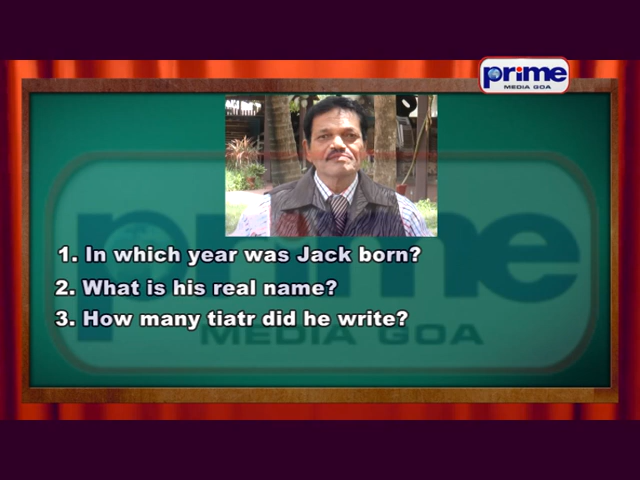 prime
MEDIA GOA
1. In which year was Jack born?
2. What is his real name?
3. How many tiatr did he write?
prime
MEDIA GOA